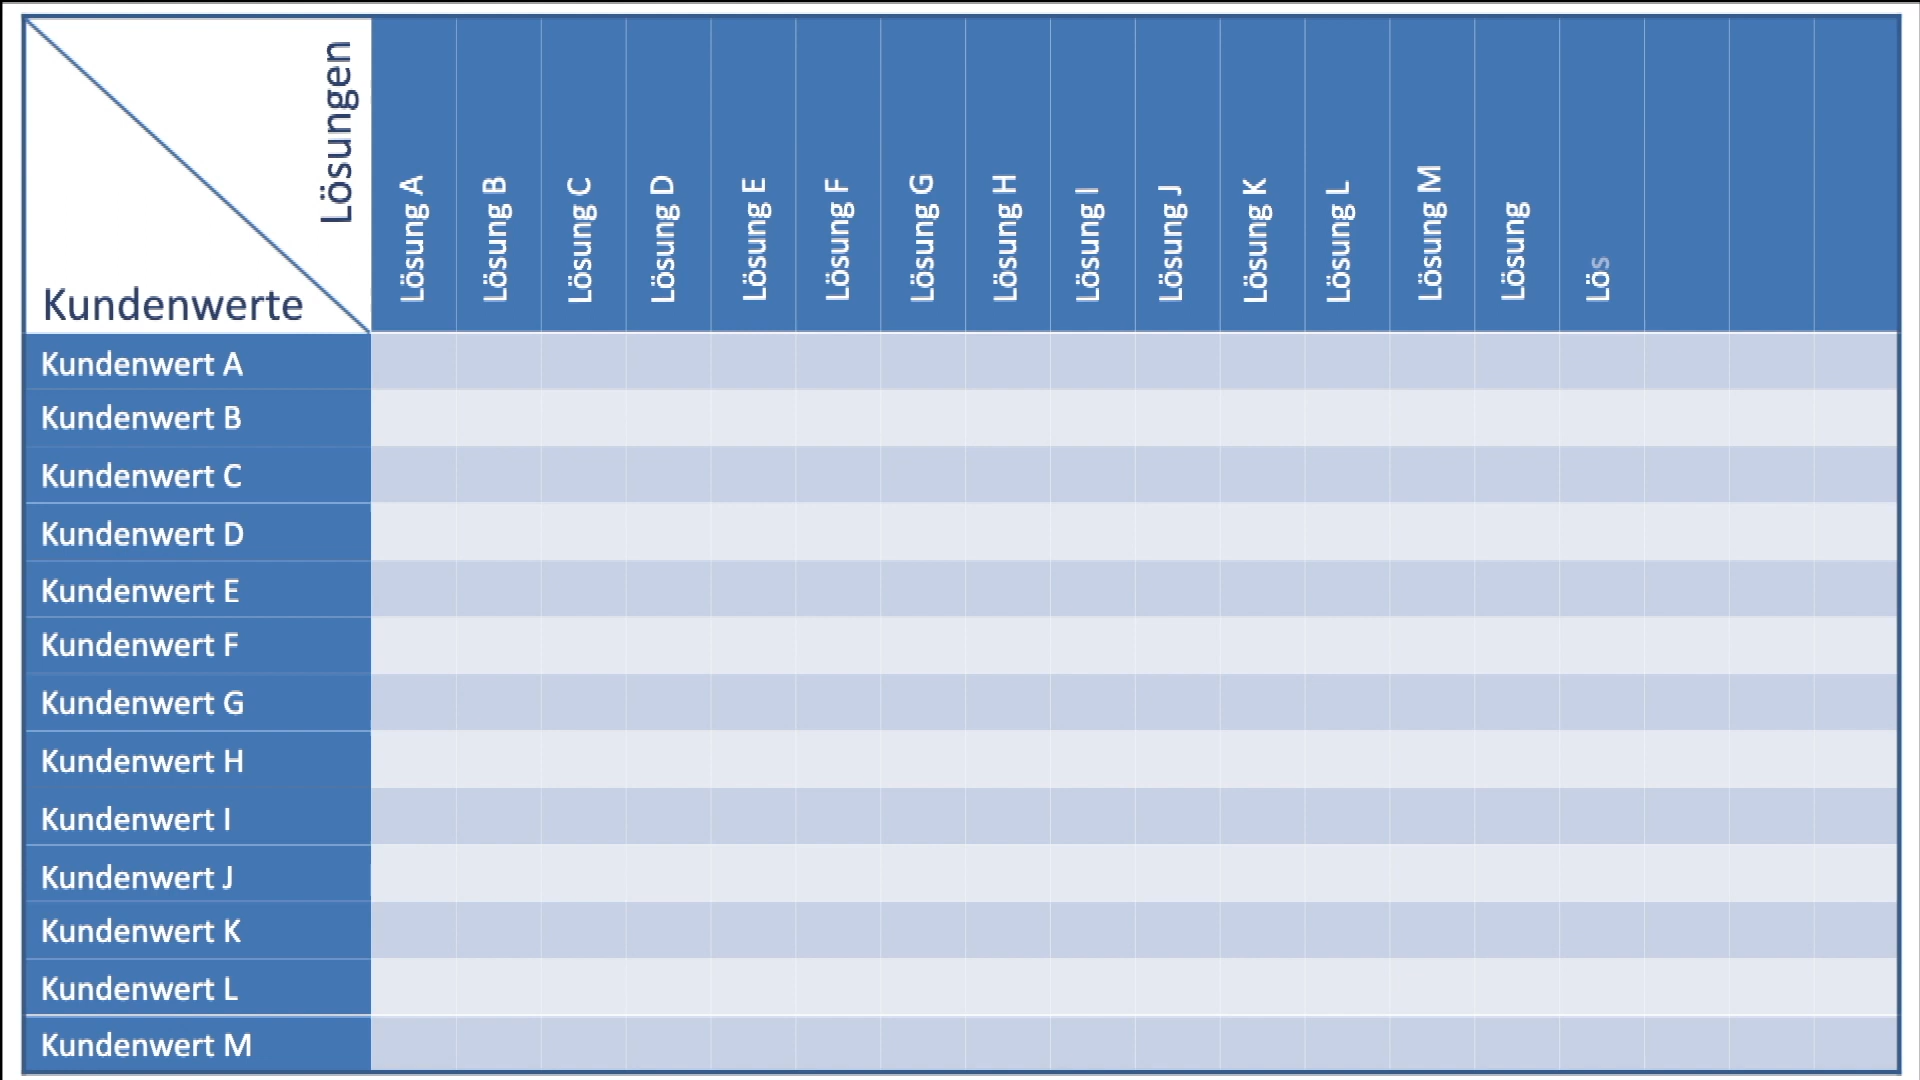 Lösungen
Kundenwerte
Lösung A
Lösung B
Lösung C
Lösung D
Lösung E
Lösung F
Lösung G
Lösung H
Lösung I
Lösung J
Lösung K
Lösung L
Lösung M
Lösung
Lös
Kundenwert A
Kundenwert B
Kundenwert C
Kundenwert D
Kundenwert E
Kundenwert F
Kundenwert G
Kundenwert H
Kundenwert I
Kundenwert J
Kundenwert K
Kundenwert L
Kundenwert M